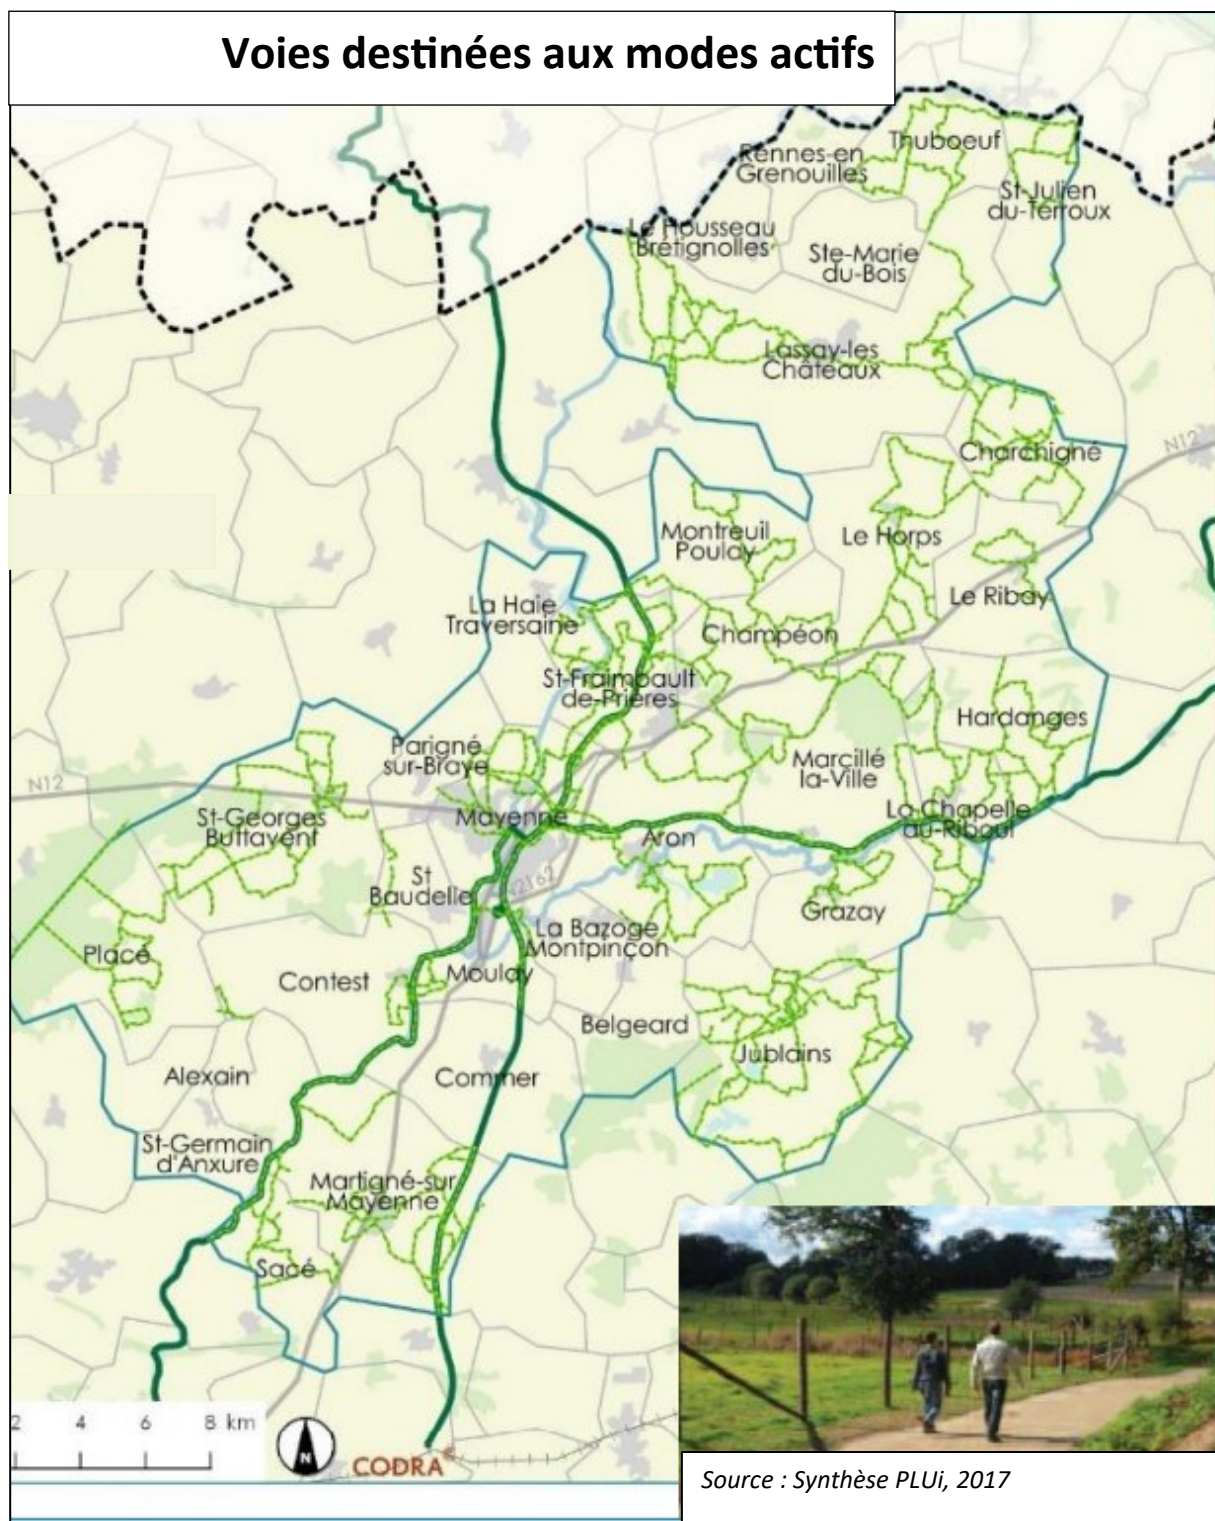 Voies destinées aux modes actifs
Thuboeuf
Rennes-en
Grenouilles
St-Julien
du-Terroux
Le Housseau
Brétignolles
Ste-Marie
du-Bois
Lassay-les
Châteaux
N12
Charchigné
Montreuil
Poulay
Le Horps
La Haie
Traversaine
Le Ribay
Champéon
St-Fraimbault
de-Prières
Hardanges
Parigné
sur-Braye
Marcillé
la-Ville
N12
St-Georges
Buttavent
Mayenne
La-Chapelle
au-Riboul
Aron
St
Baudelle
N2162
Grazay
La Bazoge
Montpinçon
Placé
Contest
Moulay
Belgeard
Jublains
Alexain
Commer
St-Germain
d'Anxure
Martigné-sur
Mayenne
Sacé
2 4 6 8 km
N
CODRA
Source : Synthèse PLUi, 2017